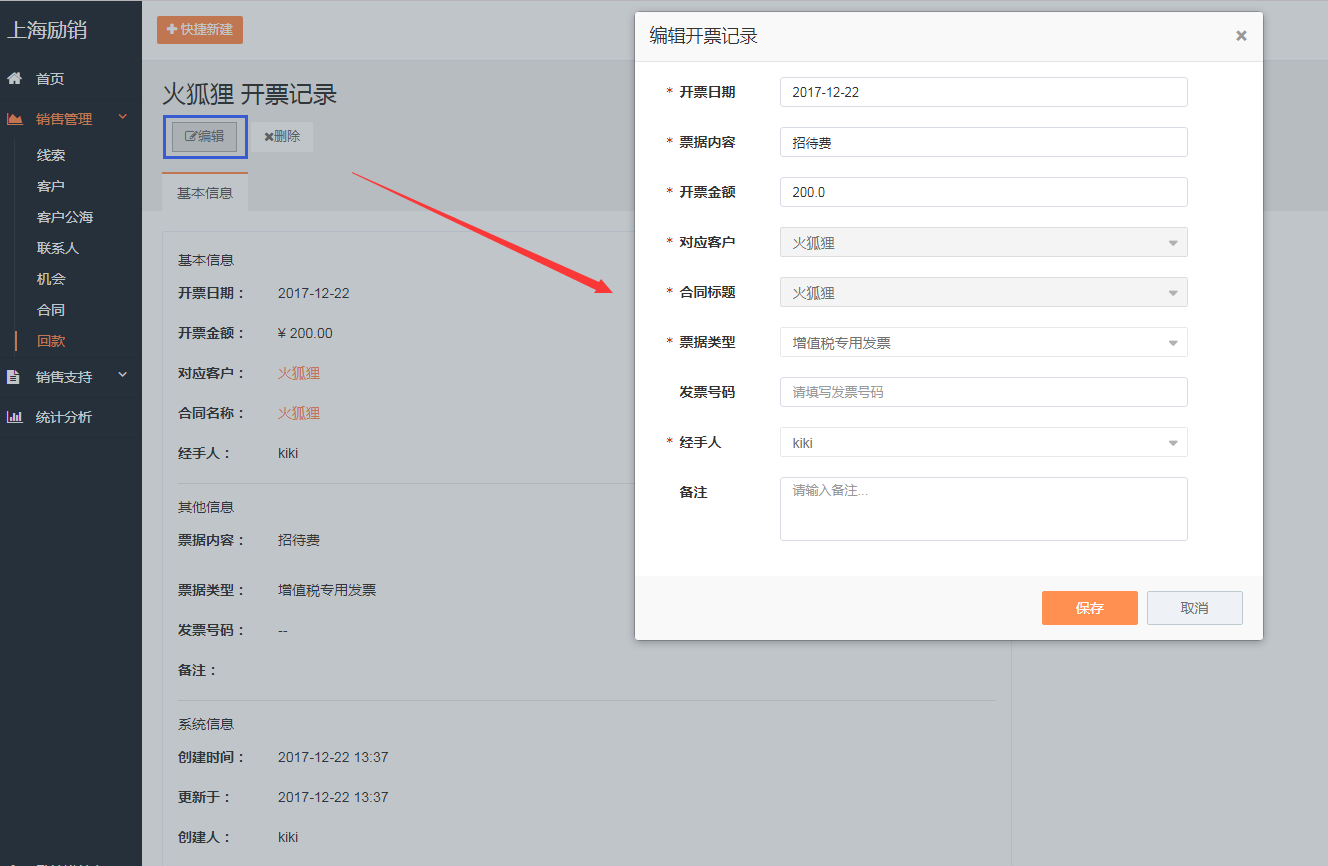 上海励销
首页
销售管理
线索
客户
客户公海
联系人
机会
合同
回款
销售支持
统计分析
快捷新建
火狐狸 开票记录
编辑
删除
基本信息
基本信息
开票日期： 2017-12-22
开票金额： ¥ 200.00
对应客户： 火狐狸
合同名称： 火狐狸
经手人： kiki
其他信息
票据内容： 招待费
票据类型： 增值税专用发票
发票号码： --
备注：
系统信息
创建时间： 2017-12-22 13:37
更新于： 2017-12-22 13:37
创建人： kiki
编辑开票记录 ×
* 开票日期 2017-12-22
* 票据内容 招待费
* 开票金额 200.0
* 对应客户 火狐狸
* 合同标题 火狐狸
* 票据类型 增值税专用发票
发票号码 请填写发票号码
* 经手人 kiki
备注 请输入备注...
保存 取消